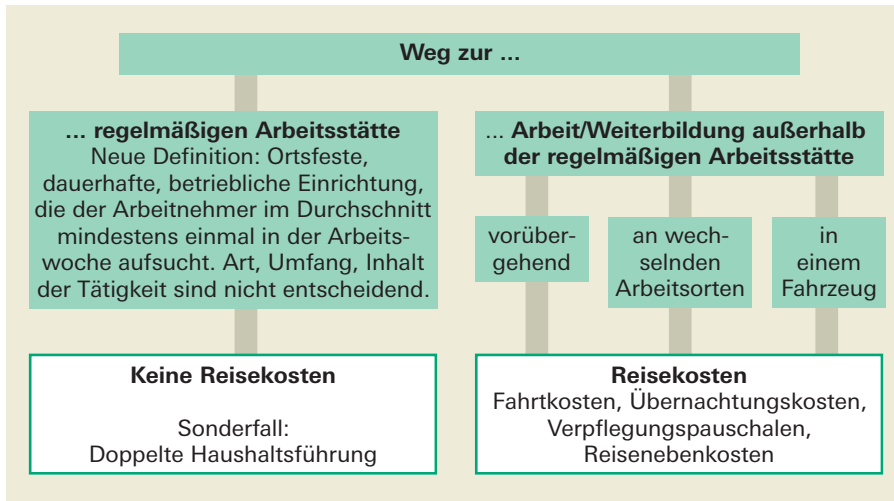 Weg zur ...
... regelmäßigen Arbeitsstätte
Neue Definition: Ortsfeste,
dauerhafte, betriebliche Einrichtung,
die der Arbeitnehmer im Durchschnitt
mindestens einmal in der Arbeits-
woche aufsucht. Art, Umfang, Inhalt
der Tätigkeit sind nicht entscheidend.
... Arbeit/Weiterbildung außerhalb
der regelmäßigen Arbeitsstätte
vorüber-
gehend
an wech-
selnden
Arbeitsorten
in
einem
Fahrzeug
Keine Reisekosten
Sonderfall:
Doppelte Haushaltsführung
Reisekosten
Fahrtkosten, Übernachtungskosten,
Verpflegungspauschalen,
Reisenebenkosten